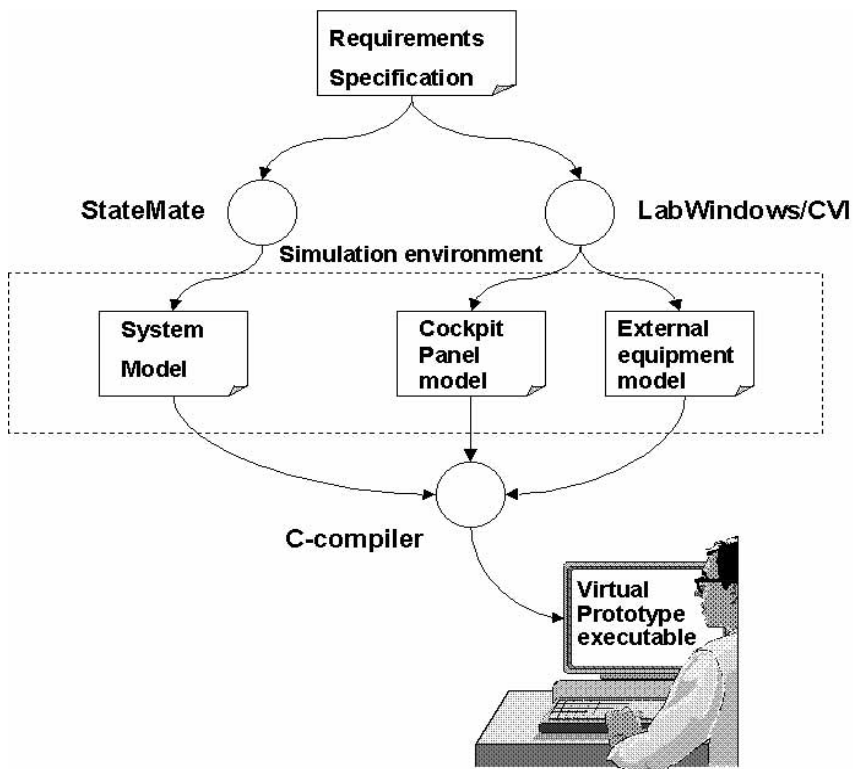 Requirements
Specification
StateMate
LabWindows/CVI
Simulation environment
System
Model
Cockpit
Panel
model
External
equipment
model
C-compiler
Virtual
Prototype
executable